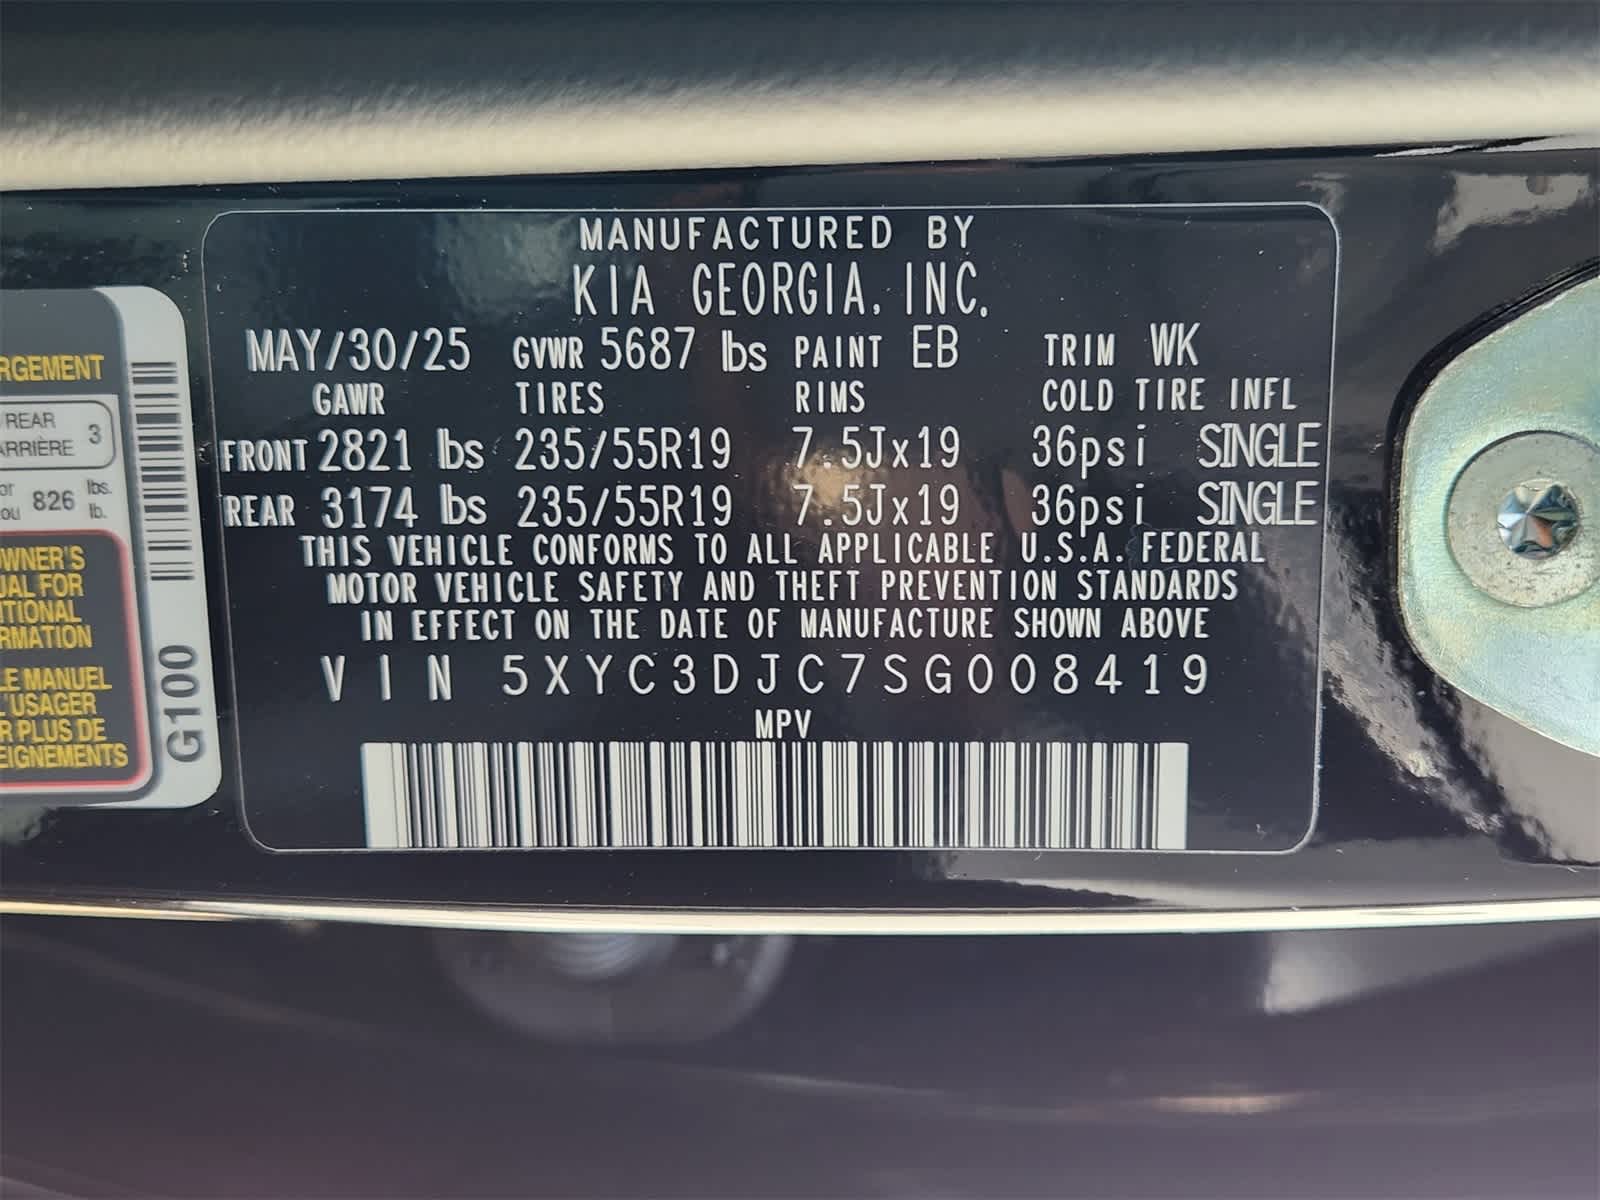 MANUFACTURED BY
KIA GEORGIA, INC.
MAY/30/25 GVWR 5687 lbs PAINT EB TRIM WK
GAWR TIRES RIMS COLD TIRE INFL
FRONT 2821 lbs 235/55R19 7.5Jx19 36psi SINGLE
REAR 3174 lbs 235/55R19 7.5Jx19 36psi SINGLE
THIS VEHICLE CONFORMS TO ALL APPLICABLE U.S.A. FEDERAL
MOTOR VEHICLE SAFETY AND THEFT PREVENTION STANDARDS
IN EFFECT ON THE DATE OF MANUFACTURE SHOWN ABOVE
VIN 5XYC3DJC7SG008419
MPV
RGEMENT
REAR 3
ARRIÈRE
or 826 lbs.
ou lb.
OWNER'S
UAL FOR
ITIONAL
RMATION
LE MANUEL
L'USAGER
R PLUS DE
EIGNEMENTS
G100